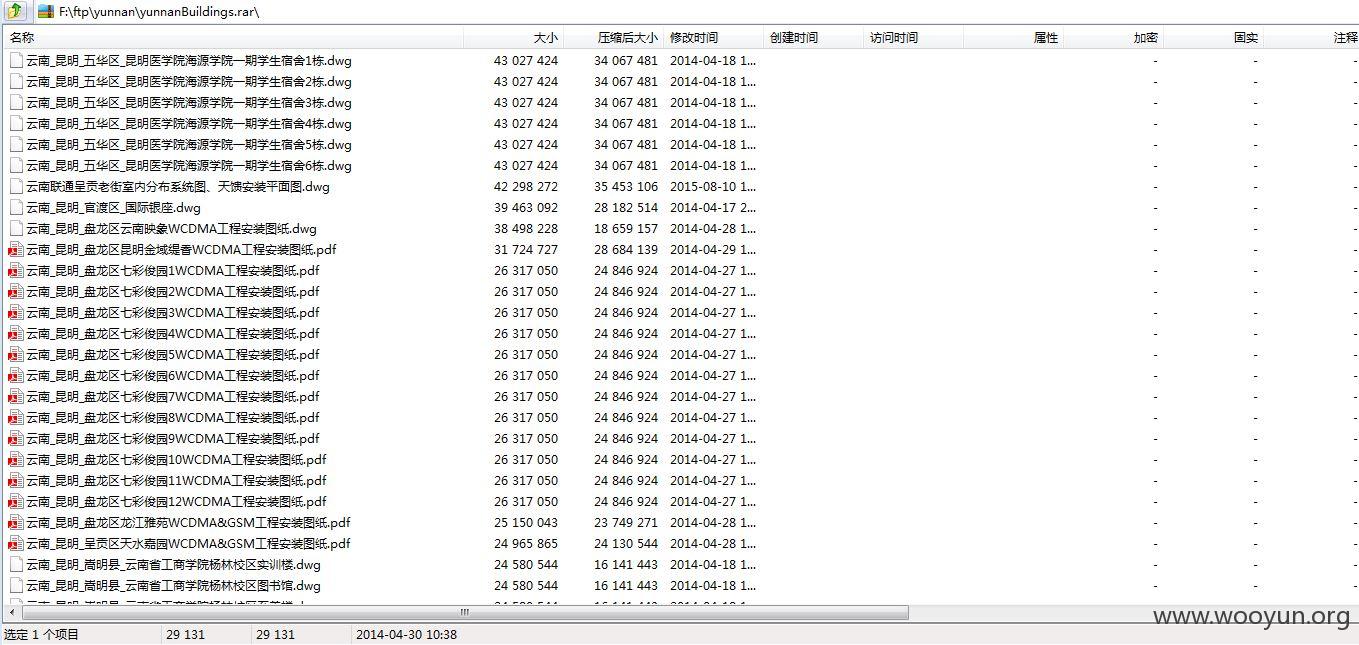 F:\ftp\yunnan\yunnanBuildings.rar\
名称 大小 压缩后大小 修改时间 创建时间 访问时间 属性 加密 固实 注释
云南_昆明_五华区_昆明医学院海源学院一期学生宿舍1栋.dwg 43 027 424 34 067 481 2014-04-18 1... - - -
云南_昆明_五华区_昆明医学院海源学院一期学生宿舍2栋.dwg 43 027 424 34 067 481 2014-04-18 1... - - -
云南_昆明_五华区_昆明医学院海源学院一期学生宿舍3栋.dwg 43 027 424 34 067 481 2014-04-18 1... - - -
云南_昆明_五华区_昆明医学院海源学院一期学生宿舍4栋.dwg 43 027 424 34 067 481 2014-04-18 1... - - -
云南_昆明_五华区_昆明医学院海源学院一期学生宿舍5栋.dwg 43 027 424 34 067 481 2014-04-18 1... - - -
云南_昆明_五华区_昆明医学院海源学院一期学生宿舍6栋.dwg 43 027 424 34 067 481 2014-04-18 1... - - -
云南联通呈贡老街室内分布系统图、天馈安装平面图.dwg 42 298 272 35 453 106 2015-08-10 1... - - -
云南_昆明_官渡区_国际银座.dwg 39 463 092 28 182 514 2014-04-17 2... - - -
云南_昆明_盘龙区云南映象WCDMA工程安装图纸.dwg 38 498 228 18 659 157 2014-04-28 1... - - -
云南_昆明_盘龙区昆明金域缇香WCDMA工程安装图纸.pdf 31 724 727 28 684 139 2014-04-29 1... - - -
云南_昆明_盘龙区七彩俊园1WCDMA工程安装图纸.pdf 26 317 050 24 846 924 2014-04-27 1... - - -
云南_昆明_盘龙区七彩俊园2WCDMA工程安装图纸.pdf 26 317 050 24 846 924 2014-04-27 1... - - -
云南_昆明_盘龙区七彩俊园3WCDMA工程安装图纸.pdf 26 317 050 24 846 924 2014-04-27 1... - - -
云南_昆明_盘龙区七彩俊园4WCDMA工程安装图纸.pdf 26 317 050 24 846 924 2014-04-27 1... - - -
云南_昆明_盘龙区七彩俊园5WCDMA工程安装图纸.pdf 26 317 050 24 846 924 2014-04-27 1... - - -
云南_昆明_盘龙区七彩俊园6WCDMA工程安装图纸.pdf 26 317 050 24 846 924 2014-04-27 1... - - -
云南_昆明_盘龙区七彩俊园7WCDMA工程安装图纸.pdf 26 317 050 24 846 924 2014-04-27 1... - - -
云南_昆明_盘龙区七彩俊园8WCDMA工程安装图纸.pdf 26 317 050 24 846 924 2014-04-27 1... - - -
云南_昆明_盘龙区七彩俊园9WCDMA工程安装图纸.pdf 26 317 050 24 846 924 2014-04-27 1... - - -
云南_昆明_盘龙区七彩俊园10WCDMA工程安装图纸.pdf 26 317 050 24 846 924 2014-04-27 1... - - -
云南_昆明_盘龙区七彩俊园11WCDMA工程安装图纸.pdf 26 317 050 24 846 924 2014-04-27 1... - - -
云南_昆明_盘龙区七彩俊园12WCDMA工程安装图纸.pdf 26 317 050 24 846 924 2014-04-27 1... - - -
云南_昆明_盘龙区龙江雅苑WCDMA&GSM工程安装图纸.pdf 25 150 043 23 749 271 2014-04-28 1... - - -
云南_昆明_呈贡区天水嘉园WCDMA&GSM工程安装图纸.pdf 24 965 865 24 130 544 2014-04-28 1... - - -
云南_昆明_嵩明县_云南省工商学院杨林校区实训楼.dwg 24 580 544 16 141 443 2014-04-18 1... - - -
云南_昆明_嵩明县_云南省工商学院杨林校区图书馆.dwg 24 580 544 16 141 443 2014-04-18 1... - - -
www.wooyun.org
选定 1 个项目 29 131 29 131 2014-04-30 10:38